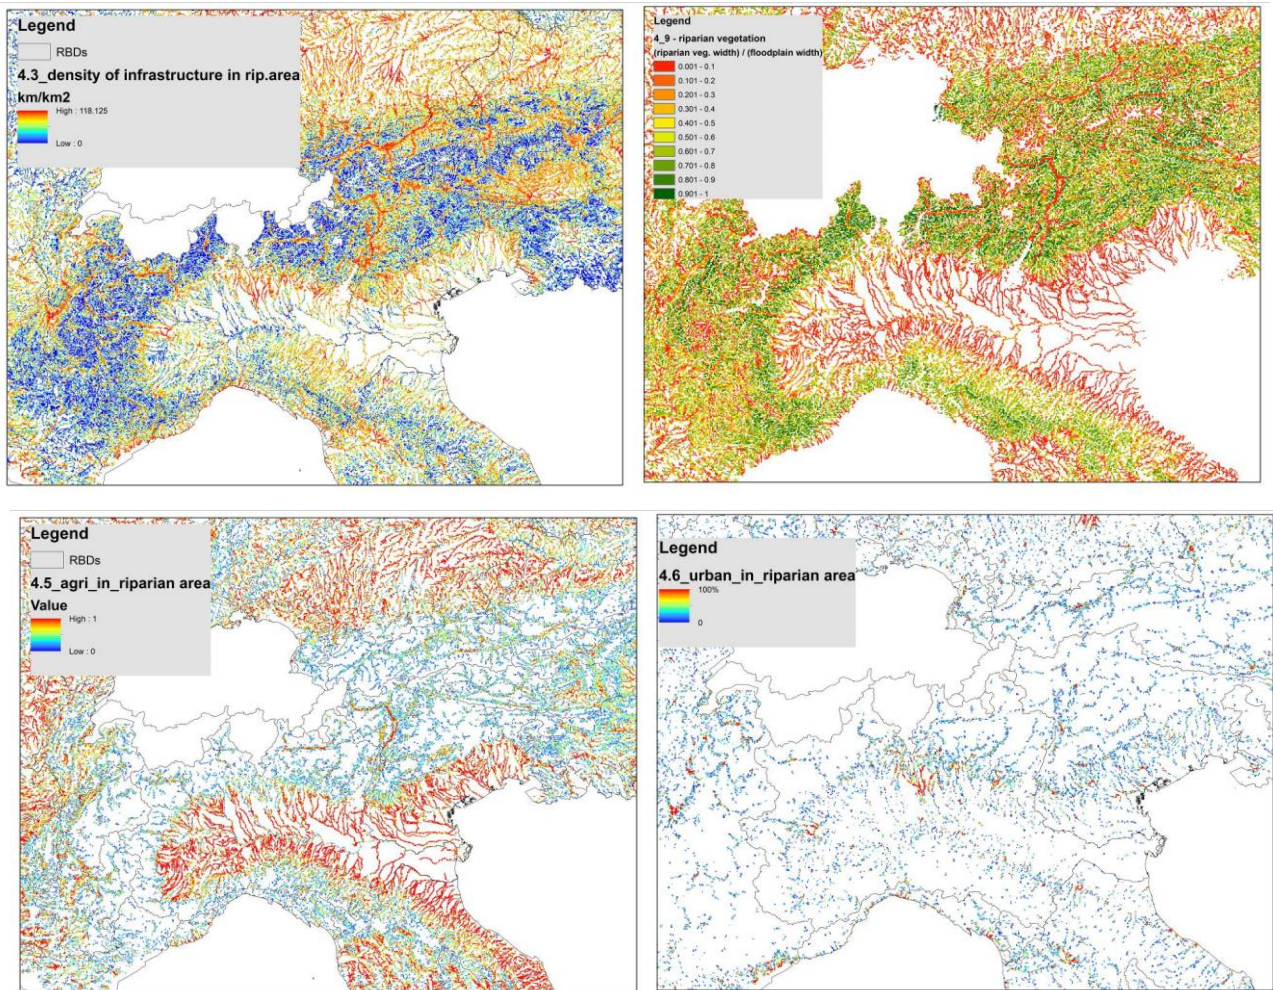 Legend
RBDs
4.3_density of infrastructure in rip.area
km/km2
High : 118.125
Low : 0
Legend
4_9 - riparian vegetation
(riparian veg. width) / (floodplain width)
0.001 - 0.1
0.101 - 0.2
0.201 - 0.3
0.301 - 0.4
0.401 - 0.5
0.501 - 0.6
0.601 - 0.7
0.701 - 0.8
0.801 - 0.9
0.901 - 1
Legend
RBDs
4.5_agri_in_riparian area
Value
High : 1
Low : 0
Legend
4.6_urban_in_riparian area
100%
0